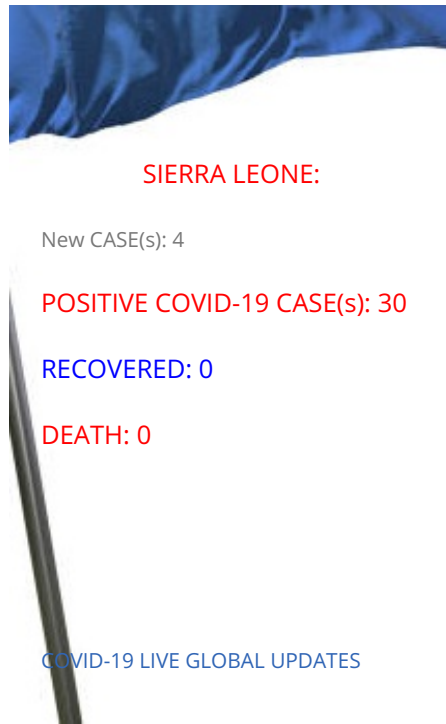 SIERRA LEONE:
New CASE(s): 4
POSITIVE COVID-19 CASE(s): 30
RECOVERED: 0
DEATH: 0
COVID-19 LIVE GLOBAL UPDATES